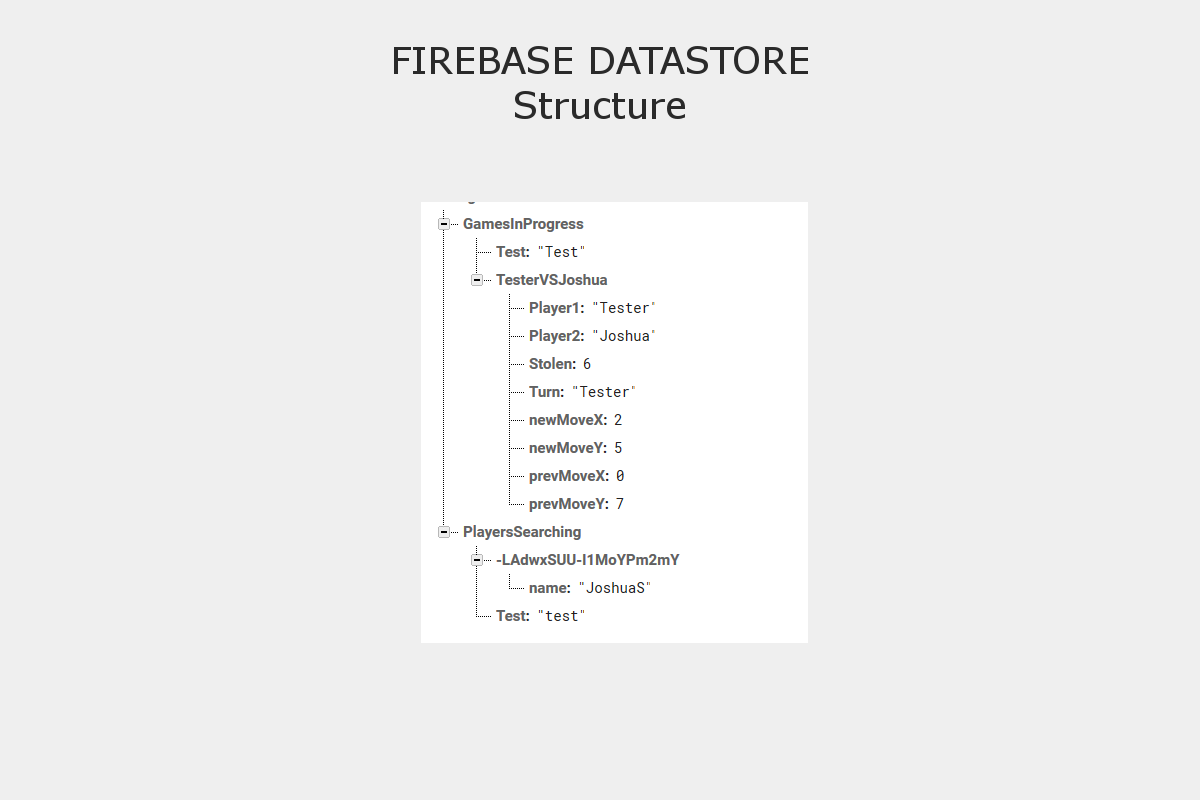 FIREBASE DATASTORE
Structure
GamesInProgress
Test: "Test"
TesterVSJoshua
Player1: "Tester"
Player2: "Joshua"
Stolen: 6
Turn: "Tester"
newMoveX: 2
newMoveY: 5
prevMoveX: 0
prevMoveY: 7
PlayersSearching
-LAdwxSUU-I1MoYPm2mY
name: "JoshuaS"
Test: "test"